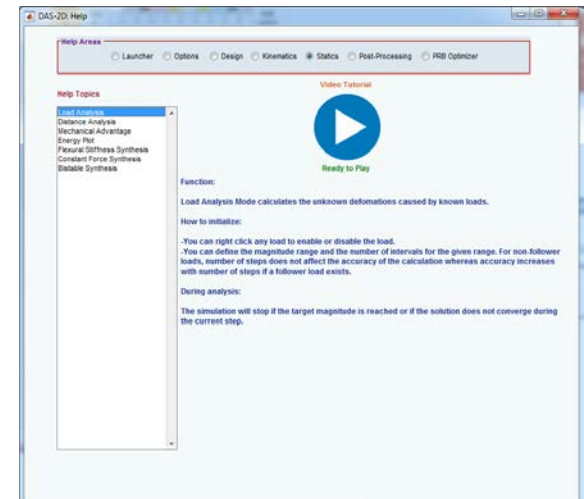 DAS-2D: Help
Help Areas
Launcher Options Design Kinematics Statics Post-Processing PRB Optimizer
Video Tutorial
Help Topics
Load Analysis
Distance Analysis
Mechanical Advantage
Energy Plot
Flexural Stiffness Synthesis
Constant Force Synthesis
Bistable Synthesis
Ready to Play
Function:
Load Analysis Mode calculates the unknown defomations caused by known loads.
How to initialize:
-You can right click any load to enable or disable the load.
-You can define the magnitude range and the number of intervals for the given range. For non-follower
loads, number of steps does not affect the accuracy of the calculation whereas accuracy increases
with number of steps if a follower load exists.
During analysis:
The simulation will stop if the target magnitude is reached or if the solution does not converge during
the current step.